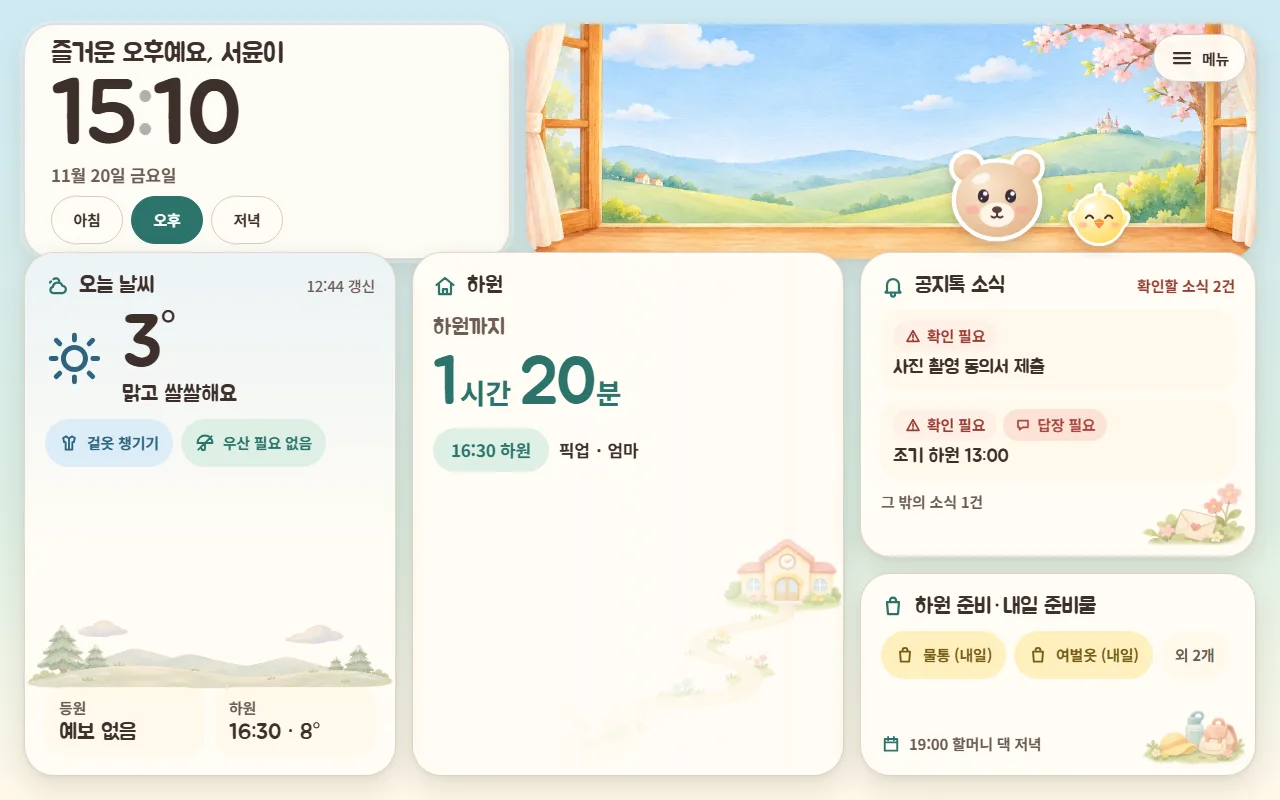 즐거운 오후예요, 서윤이
15:10
11월 20일 금요일
아침 오후 저녁
메뉴
오늘 날씨 12:44 갱신
3°
맑고 쌀쌀해요
겉옷 챙기기 우산 필요 없음
등원
예보 없음
하원
16:30 · 8°
하원
하원까지
1시간 20분
16:30 하원 픽업 · 엄마
공지톡 소식 확인할 소식 2건
확인 필요
사진 촬영 동의서 제출
확인 필요 답장 필요
조기 하원 13:00
그 밖의 소식 1건
하원 준비·내일 준비물
물통 (내일) 여벌옷 (내일) 외 2개
19:00 할머니 댁 저녁